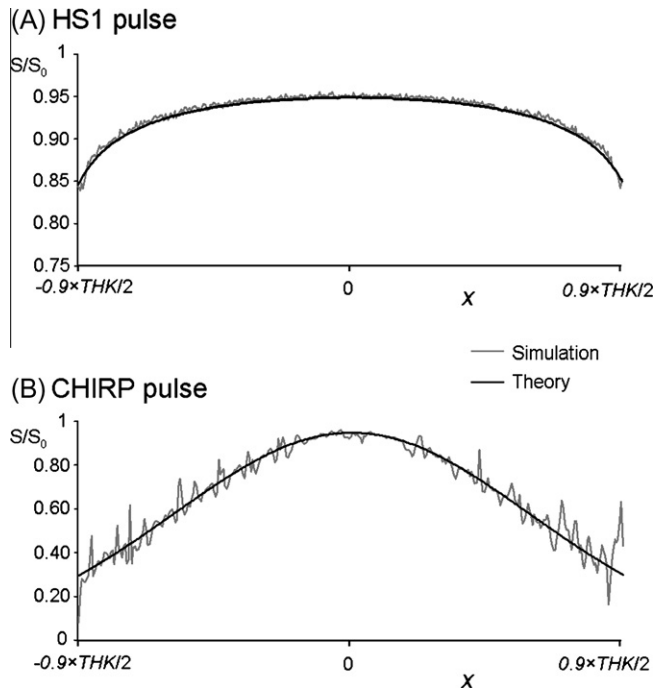 (A) HS1 pulse
S/S0
1
0.95
0.90
0.85
0.80
0.75
-0.9×THK/2
0
x
0.9×THK/2
Simulation
Theory
(B) CHIRP pulse
S/S0
1
0.80
0.60
0.40
0.20
0
-0.9×THK/2
0
x
0.9×THK/2